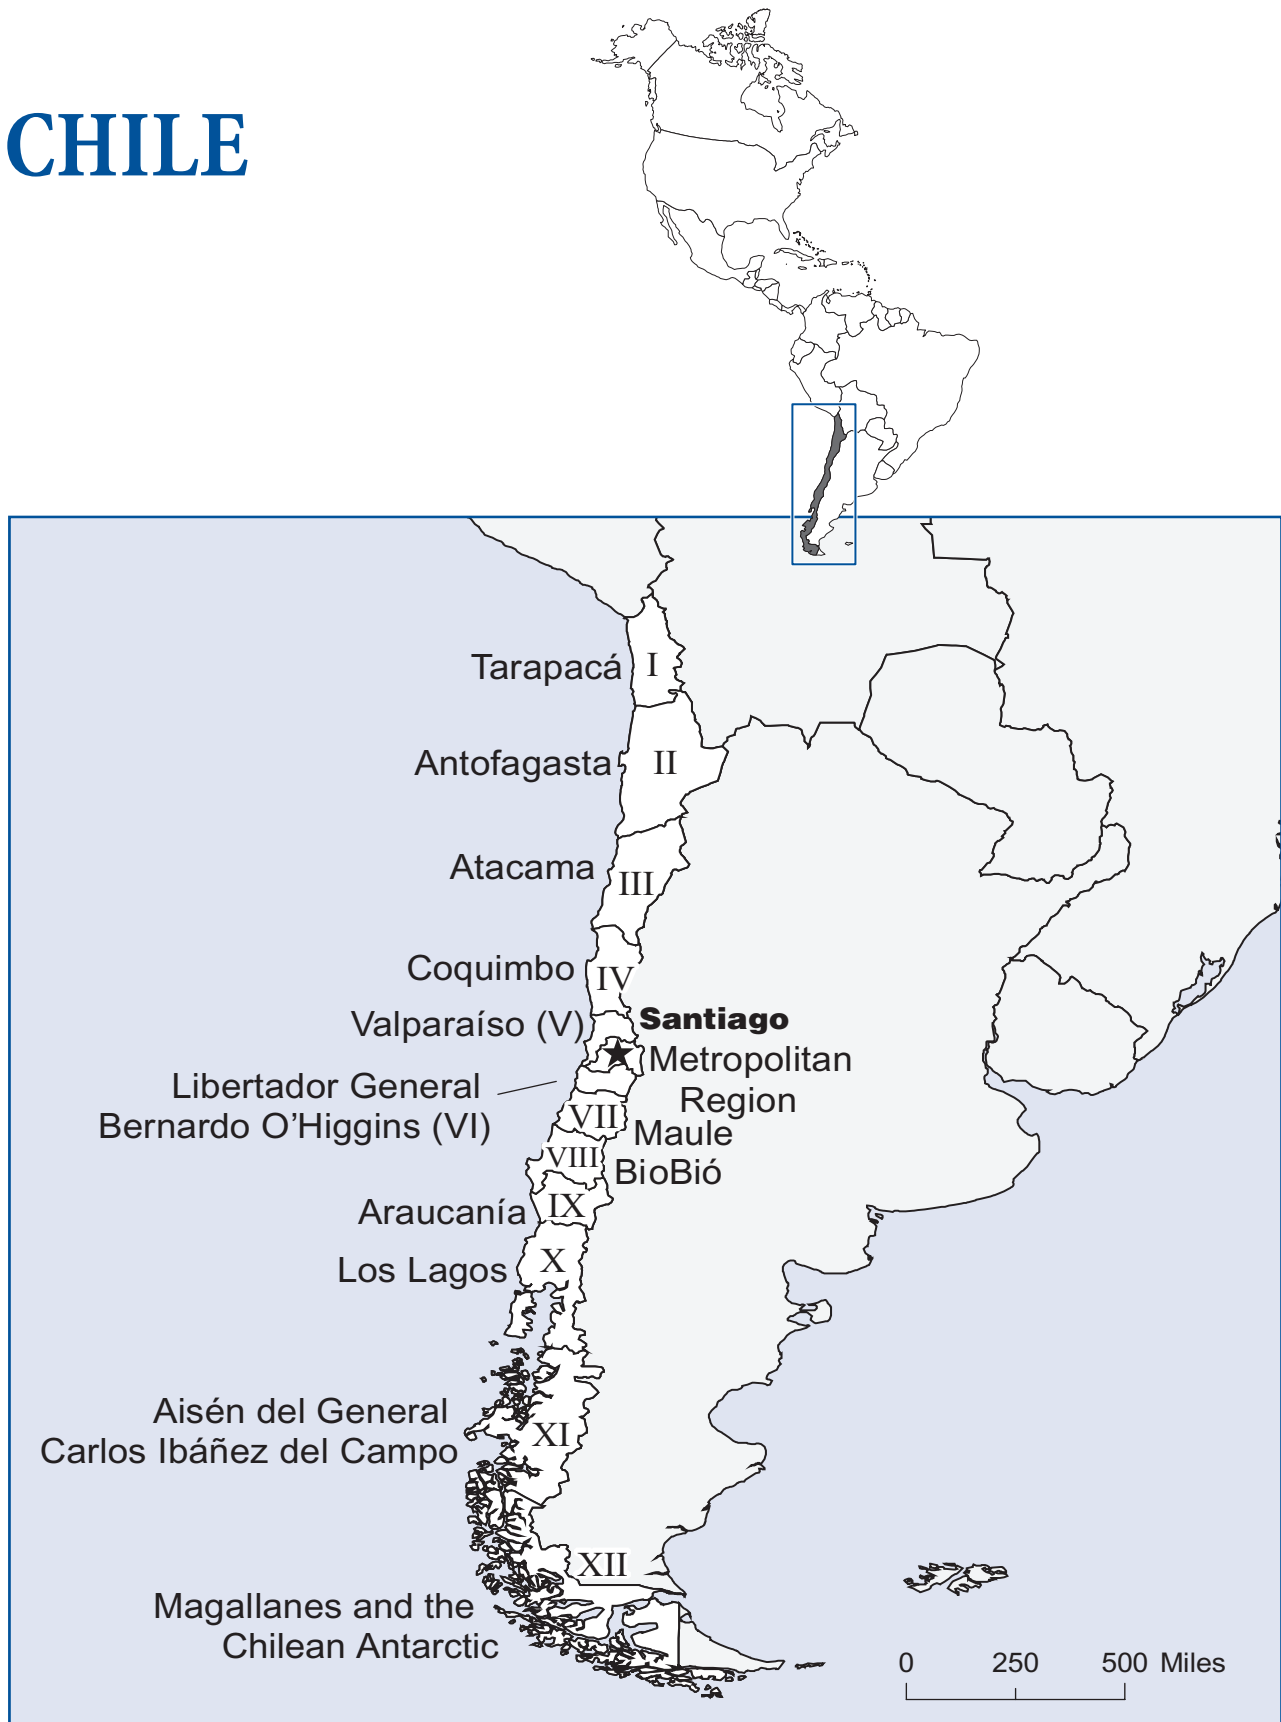 CHILE
Tarapacá
I
Antofagasta
II
Atacama
III
Coquimbo
IV
Valparaíso (V)
Santiago
Metropolitan
Region
Libertador General
Bernardo O’Higgins (VI)
VII
Maule
VIII
BioBió
Araucanía
IX
Los Lagos
X
Aisén del General
Carlos Ibáñez del Campo
XI
XII
Magallanes and the
Chilean Antarctic
0 250 500 Miles